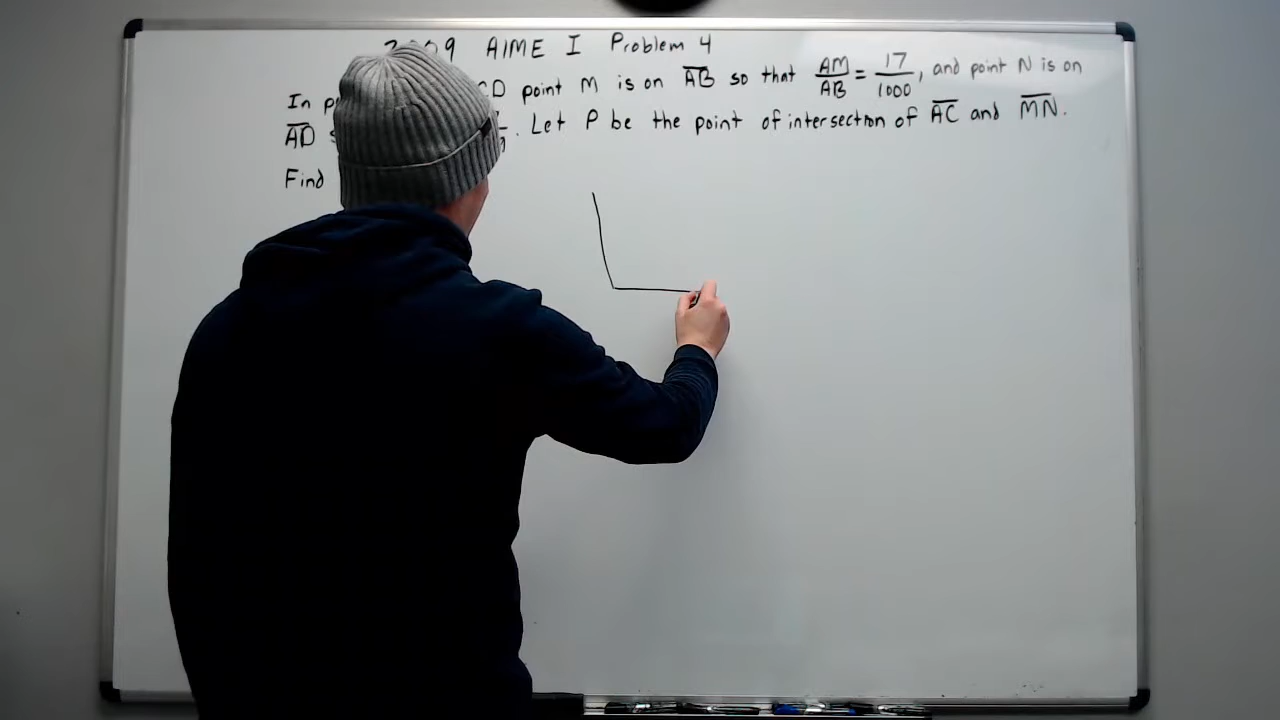 AIME I Problem 4
In point M is on AB so that AM/AB = 17/1000, and point N is on
AD . Let P be the point of intersection of AC and MN.
Find